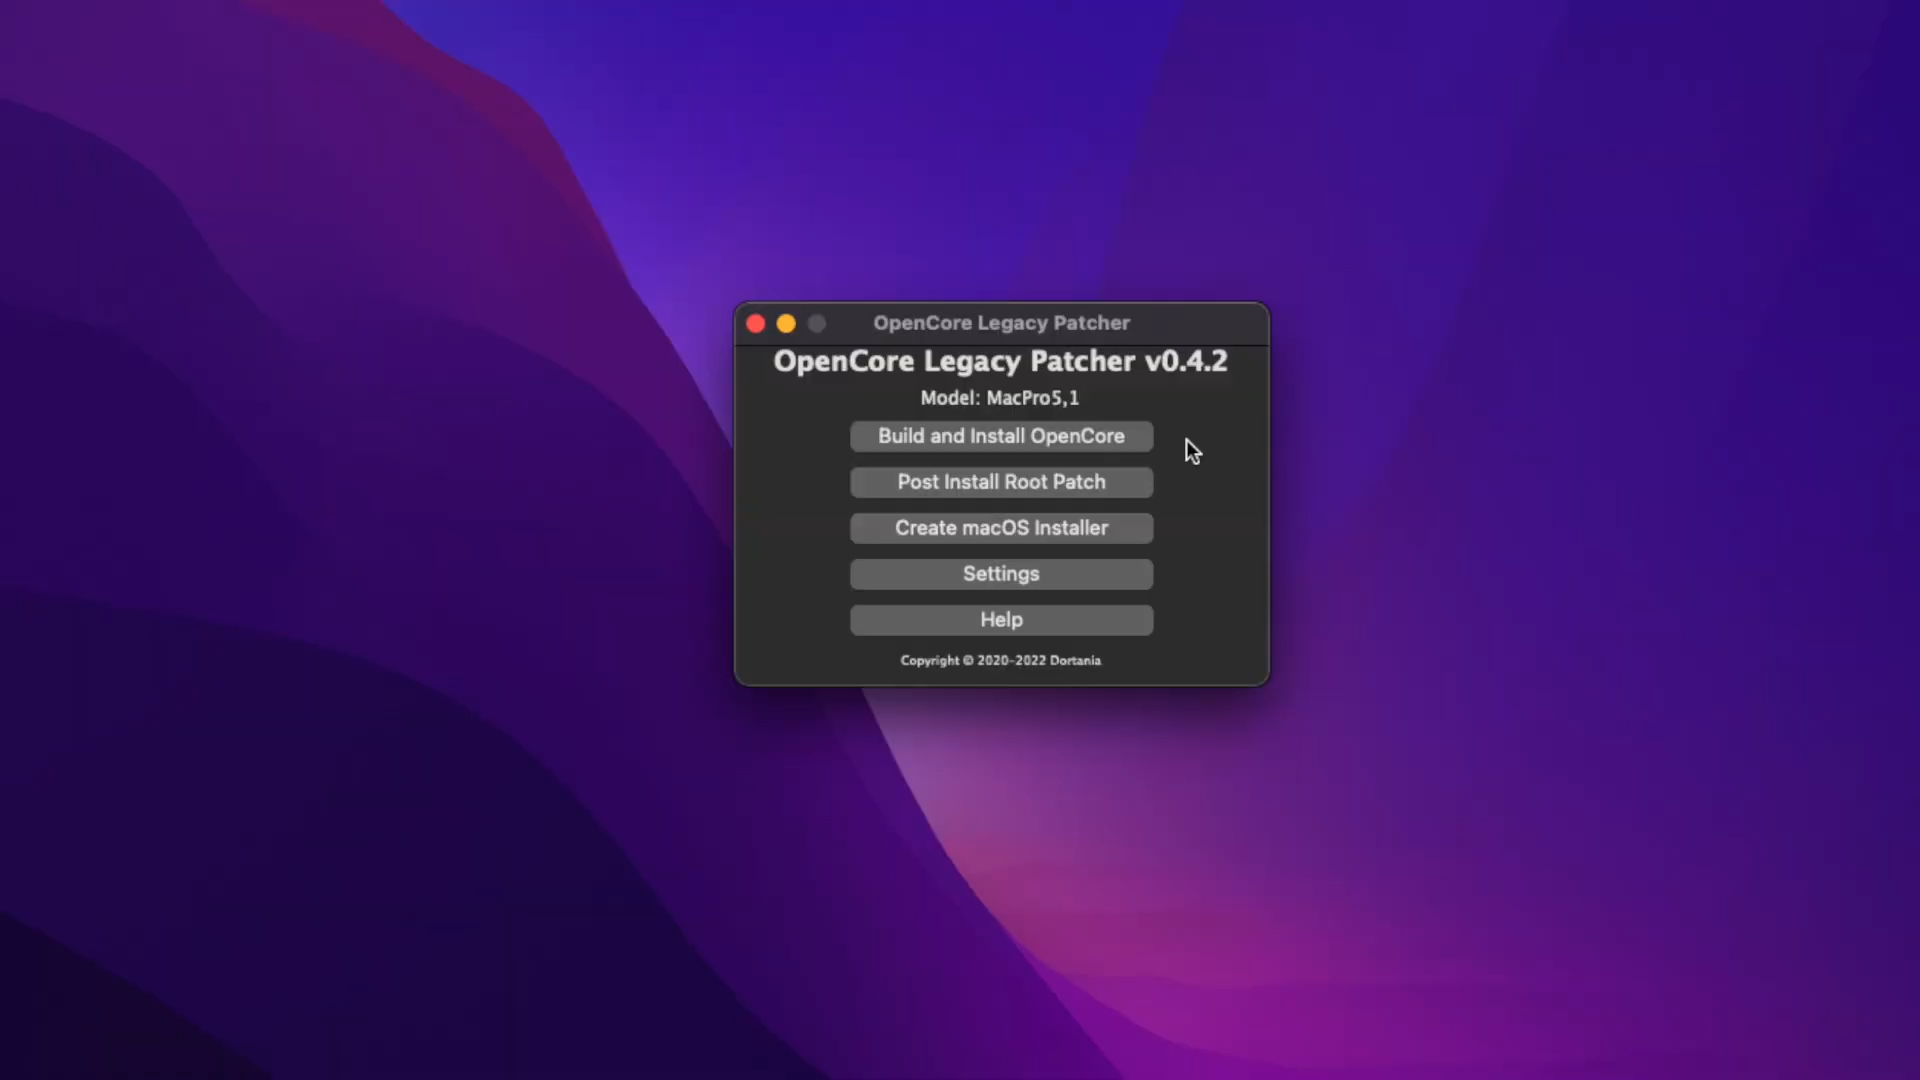 OpenCore Legacy Patcher
OpenCore Legacy Patcher v0.4.2
Model: MacPro5,1
Build and Install OpenCore
Post Install Root Patch
Create macOS Installer
Settings
Help
Copyright © 2020-2022 Dortania